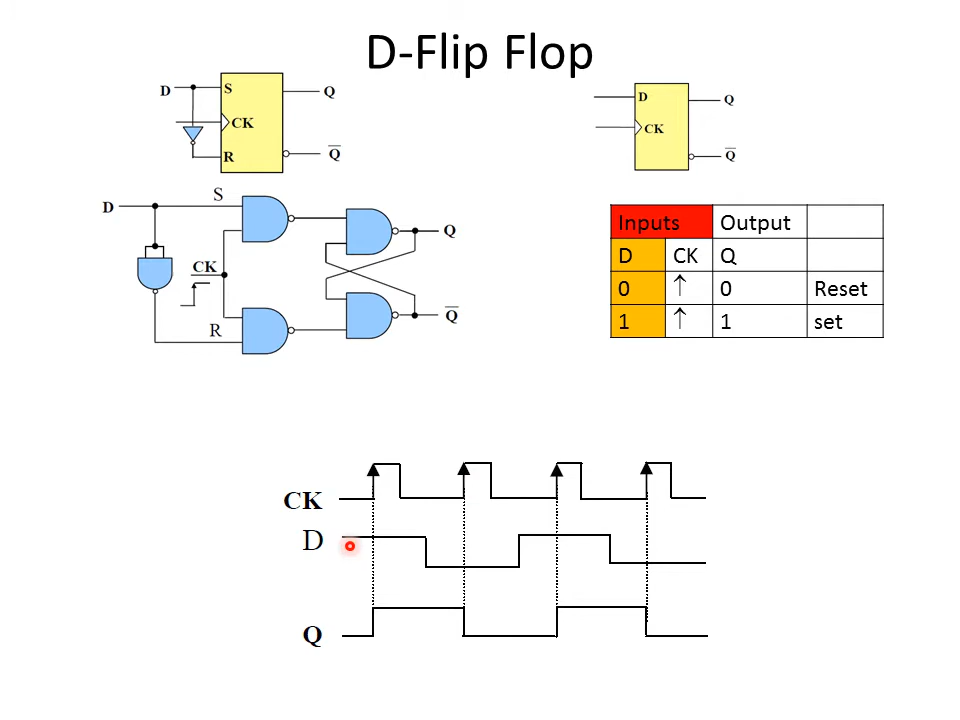 D-Flip Flop
D S Q
CK
R Q̅
D Q
CK
Q̅
D S Q
CK
R Q̅
Inputs Output
D CK Q
0 ↑ 0 Reset
1 ↑ 1 set
CK
D
Q